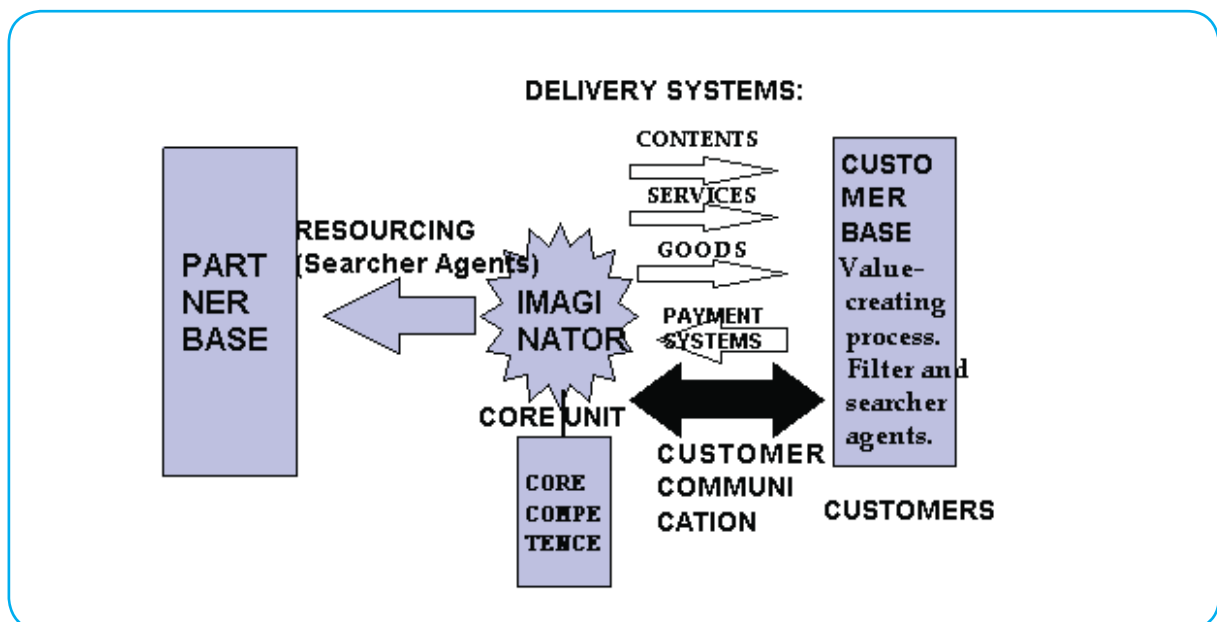 DELIVERY SYSTEMS:
PART
NER
BASE
RESOURCING
(Searcher Agents)
IMAGI
NATOR
CORE UNIT
CORE
COMPE
TENCE
CONTENTS
SERVICES
GOODS
PAYMENT
SYSTEMS
CUSTOMER
COMMUNI
CATION
CUSTO
MER
BASE
Value-
creating
process.
Filter and
searcher
agents.
CUSTOMERS